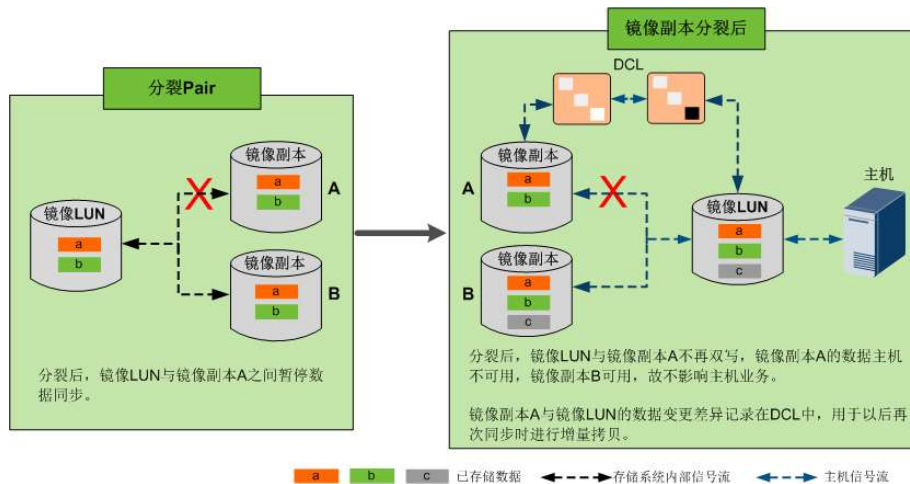 分裂Pair
镜像LUN
a
b
镜像副本
a
b
A
镜像副本
a
b
B
分裂后，镜像LUN与镜像副本A之间暂停数
据同步。
镜像副本分裂后
DCL
镜像副本
a
b
A
镜像副本
a
b
c
B
镜像LUN
a
b
c
主机
分裂后，镜像LUN与镜像副本A不再双写，镜像副本A的数据主机
不可用，镜像副本B可用，故不影响主机业务。
镜像副本A与镜像LUN的数据变更差异记录在DCL中，用于以后再
次同步时进行增量拷贝。
a b c 已存储数据 存储系统内部信号流 主机信号流